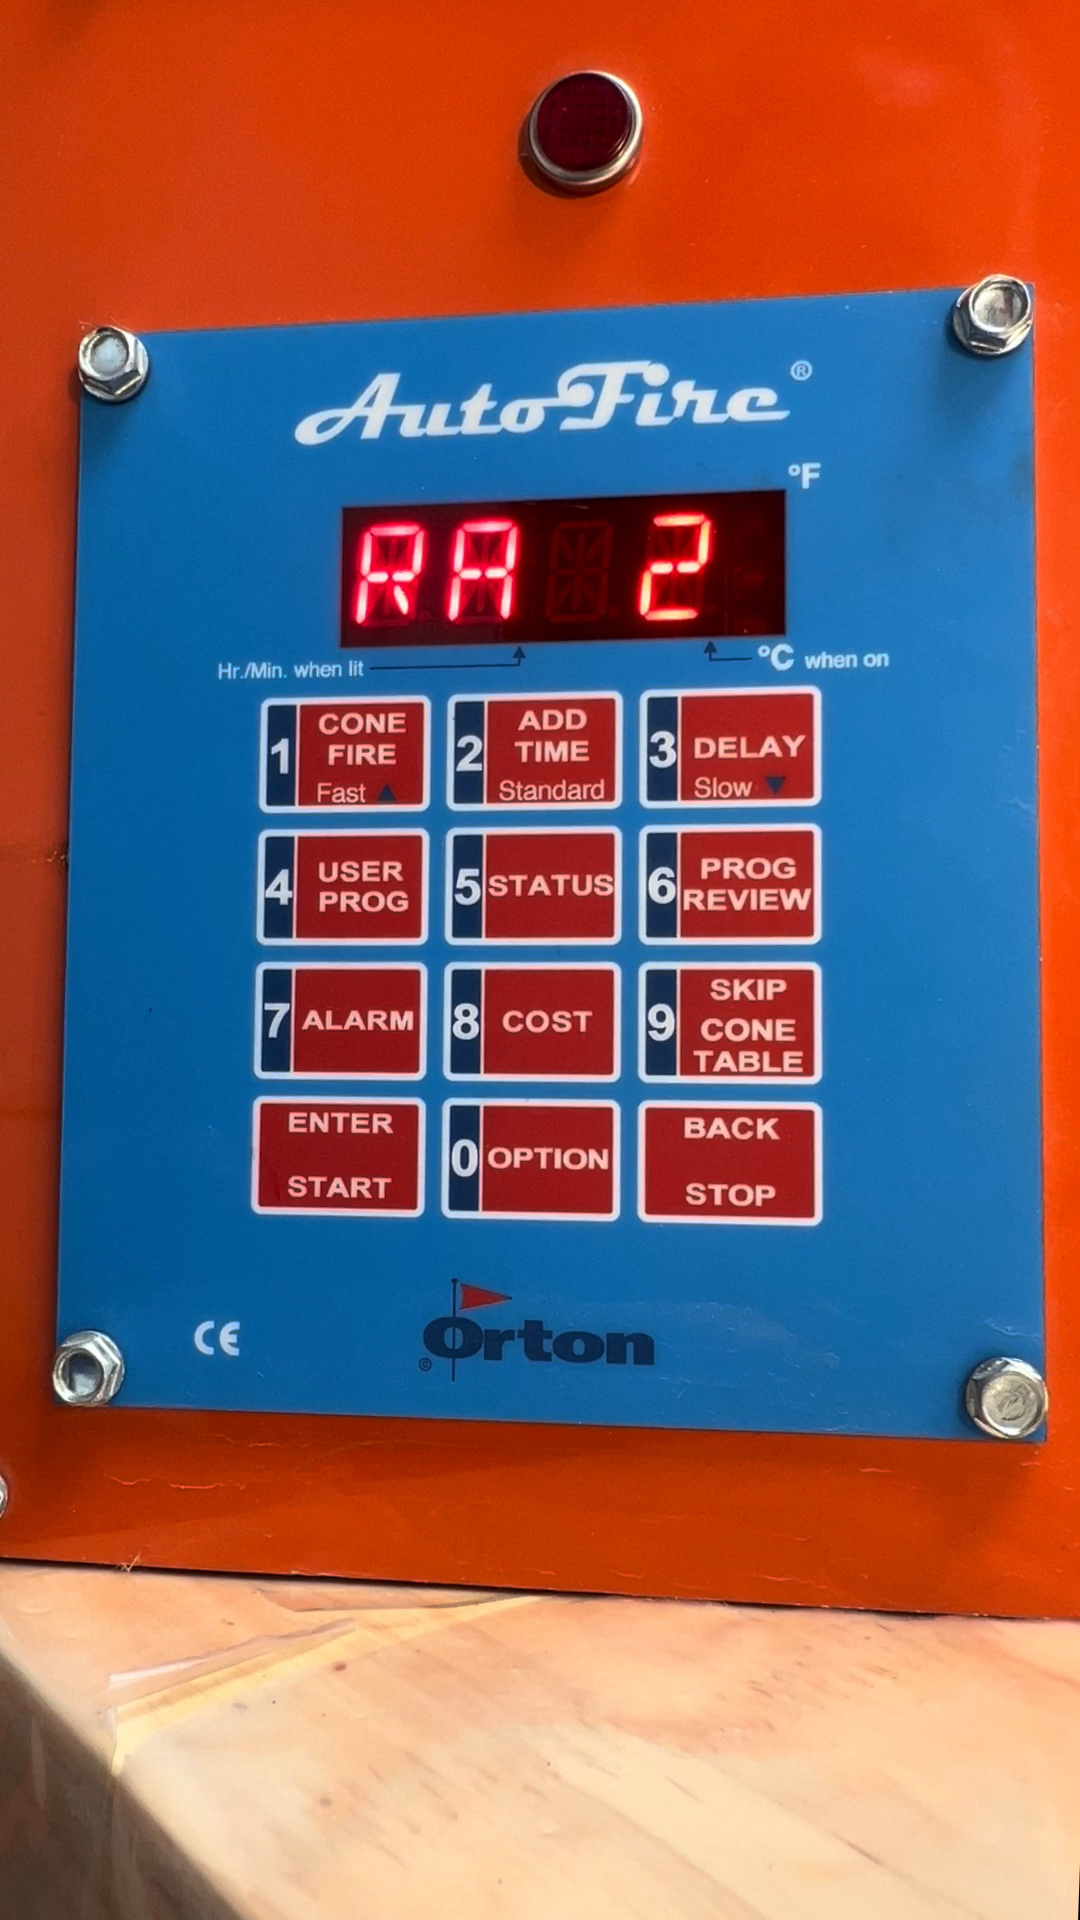 AutoFire®
°F
RA 2
Hr./Min. when lit
°C when on
1 CONE FIRE Fast ▲
2 ADD TIME Standard
3 DELAY Slow ▼
4 USER PROG
5 STATUS
6 PROG REVIEW
7 ALARM
8 COST
9 SKIP CONE TABLE
ENTER START
0 OPTION
BACK STOP
CE
©Orton